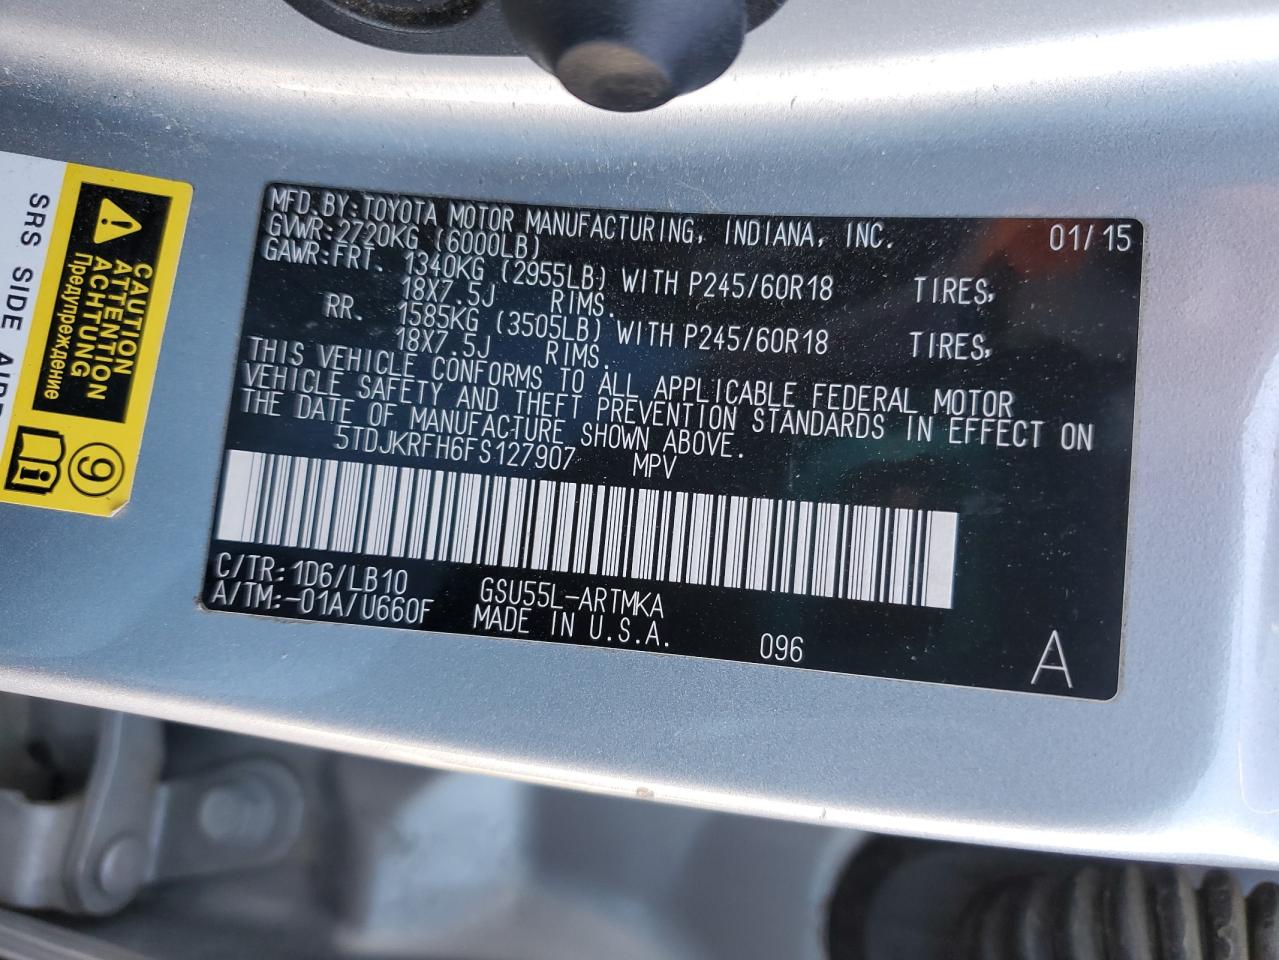 MFD. BY: TOYOTA MOTOR MANUFACTURING, INDIANA, INC. 01/15
GVWR: 2720KG (6000LB)
GAWR: FRT. 1340KG (2955LB) WITH P245/60R18 TIRES,
18X7.5J RIMS.
RR. 1585KG (3505LB) WITH P245/60R18 TIRES,
18X7.5J RIMS.
THIS VEHICLE CONFORMS TO ALL APPLICABLE FEDERAL MOTOR
VEHICLE SAFETY AND THEFT PREVENTION STANDARDS IN EFFECT ON
THE DATE OF MANUFACTURE SHOWN ABOVE.
5TDJKRFH6FS127907 MPV
C/TR: 1D6/LB10 GSU55L-ARTMKA
A/TM:-01A/U660F MADE IN U.S.A. 096 A
CAUTION
ATTENTION
ACHTUNG
Предупреждение
9
SRS SIDE